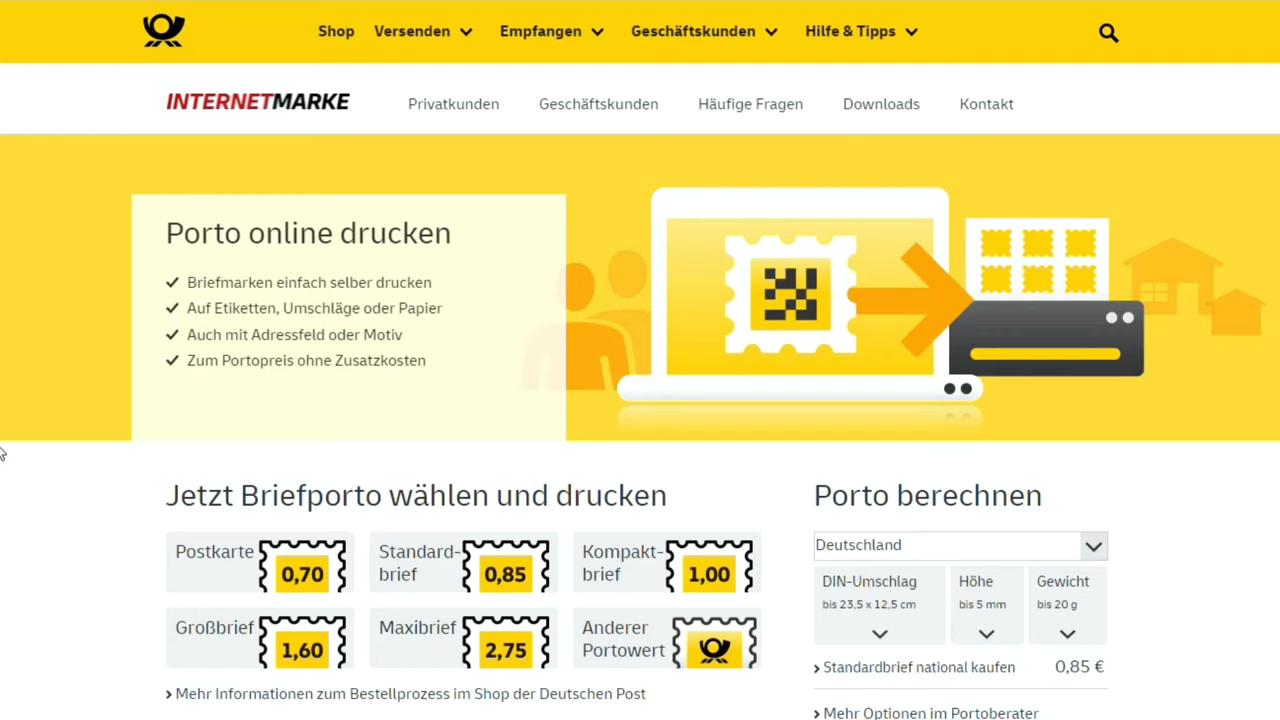 Shop Versenden Empfangen Geschäftskunden Hilfe & Tipps
INTERNETMARKE Privatkunden Geschäftskunden Häufige Fragen Downloads Kontakt
Porto online drucken
Briefmarken einfach selber drucken
Auf Etiketten, Umschläge oder Papier
Auch mit Adressfeld oder Motiv
Zum Portopreis ohne Zusatzkosten
Jetzt Briefporto wählen und drucken
Postkarte
0,70
Standard-
brief
0,85
Kompakt-
brief
1,00
Großbrief
1,60
Maxibrief
2,75
Anderer
Portowert
Mehr Informationen zum Bestellprozess im Shop der Deutschen Post
Porto berechnen
Deutschland
DIN-Umschlag
bis 23,5 x 12,5 cm
Höhe
bis 5 mm
Gewicht
bis 20 g
Standardbrief national kaufen 0,85 €
Mehr Optionen im Portoberater